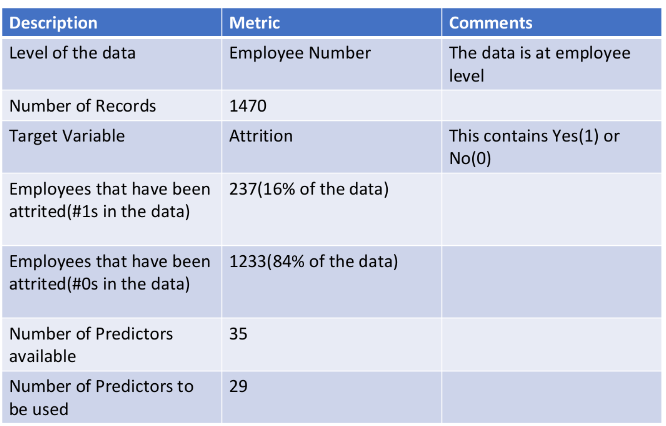 Description Metric Comments
Level of the data Employee Number The data is at employee
level
Number of Records 1470
Target Variable Attrition This contains Yes(1) or
No(0)
Employees that have been 237(16% of the data)
attrited(#1s in the data)
Employees that have been 1233(84% of the data)
attrited(#0s in the data)
Number of Predictors 35
available
Number of Predictors to 29
be used